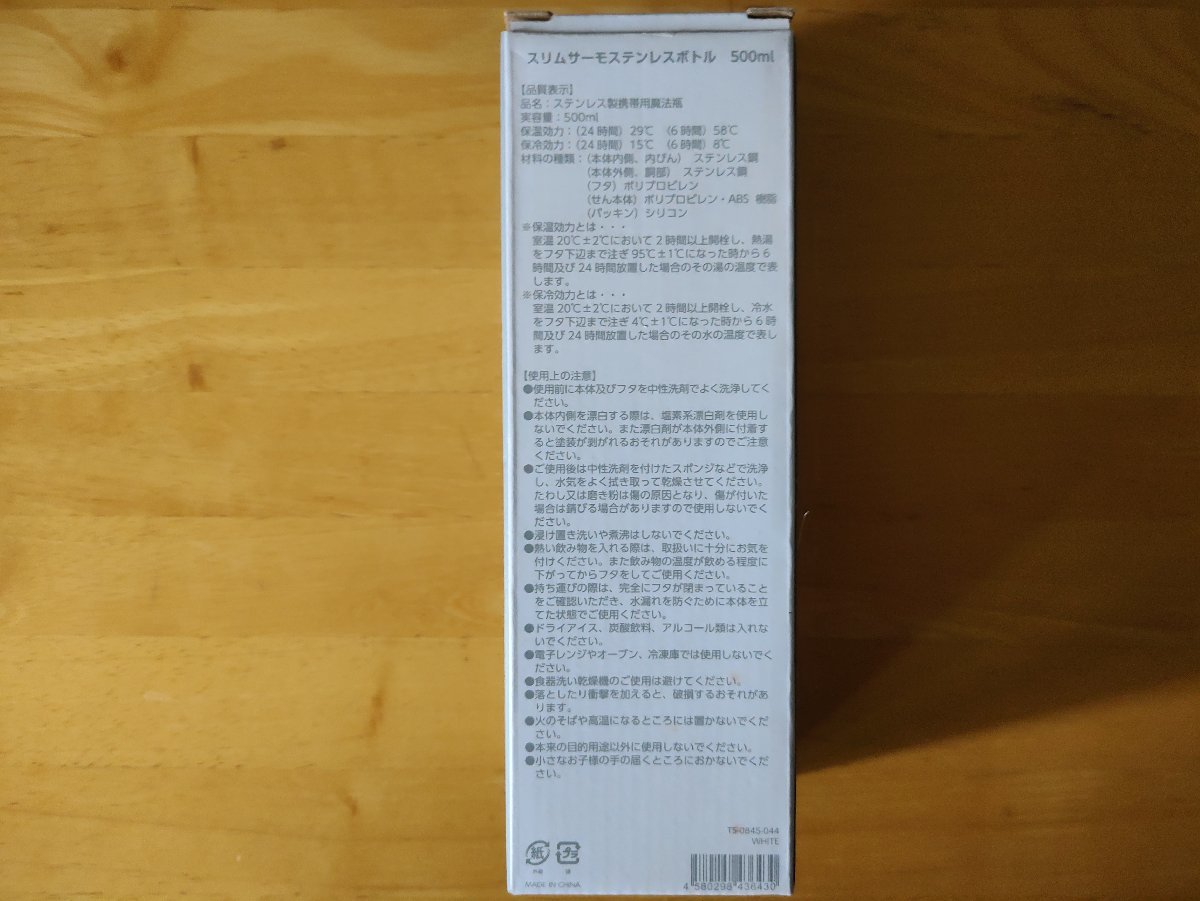 スリムサーモステンレスボトル 500ml
【品質表示】
品名：ステンレス製携帯用魔法瓶
実容量：500ml
保温効力：（24時間）29℃ （6時間）58℃
保冷効力：（24時間）15℃ （6時間）8℃
材料の種類：（本体内側、内びん） ステンレス鋼
（本体外側、胴部） ステンレス鋼
（フタ）ポリプロピレン
（せん本体）ポリプロピレン・ABS 樹脂
（パッキン）シリコン
※保温効力とは・・・
室温20℃±2℃において2時間以上開栓し、熱湯
をフタ下辺まで注ぎ95℃±1℃になった時から6
時間及び24時間放置した場合のその湯の温度で表
します。
※保冷効力とは・・・
室温20℃±2℃において2時間以上開栓し、冷水
をフタ下辺まで注ぎ4℃±1℃になった時から6時
間及び24時間放置した場合のその水の温度で表し
ます。
【使用上の注意】
●使用前に本体及びフタを中性洗剤でよく洗浄してく
ださい。
●本体内側を漂白する際は、塩素系漂白剤を使用し
ないでください。また漂白剤が本体外側に付着す
ると塗装が剥がれるおそれがありますのでご注意
ください。
●ご使用後は中性洗剤を付けたスポンジなどで洗浄
し、水気をよく拭き取って乾燥させてください。
たわし又は磨き粉は傷の原因となり、傷が付いた
場合は錆びる場合がありますので使用しないでく
ださい。
●浸け置き洗いや煮沸はしないでください。
●熱い飲み物を入れる際は、取扱いに十分にお気を
付けください。また飲み物の温度が飲める程度に
下がってからフタをしてご使用ください。
●持ち運びの際は、完全にフタが閉まっていること
をご確認いただき、水漏れを防ぐために本体を立
てた状態でご使用ください。
●ドライアイス、炭酸飲料、アルコール類は入れな
いでください。
●電子レンジやオーブン、冷凍庫では使用しないでく
ださい。
●食器洗い乾燥機のご使用は避けてください。
●落としたり衝撃を加えると、破損するおそれがあ
ります。
●火のそばや高温になるところには置かないでくだ
さい。
●本来の目的用途以外に使用しないでください。
●小さなお子様の手の届くところにおかないでくだ
さい。
TS-0845-044
WHITE
紙 プラ
外箱 袋
MADE IN CHINA
4 580298 436430